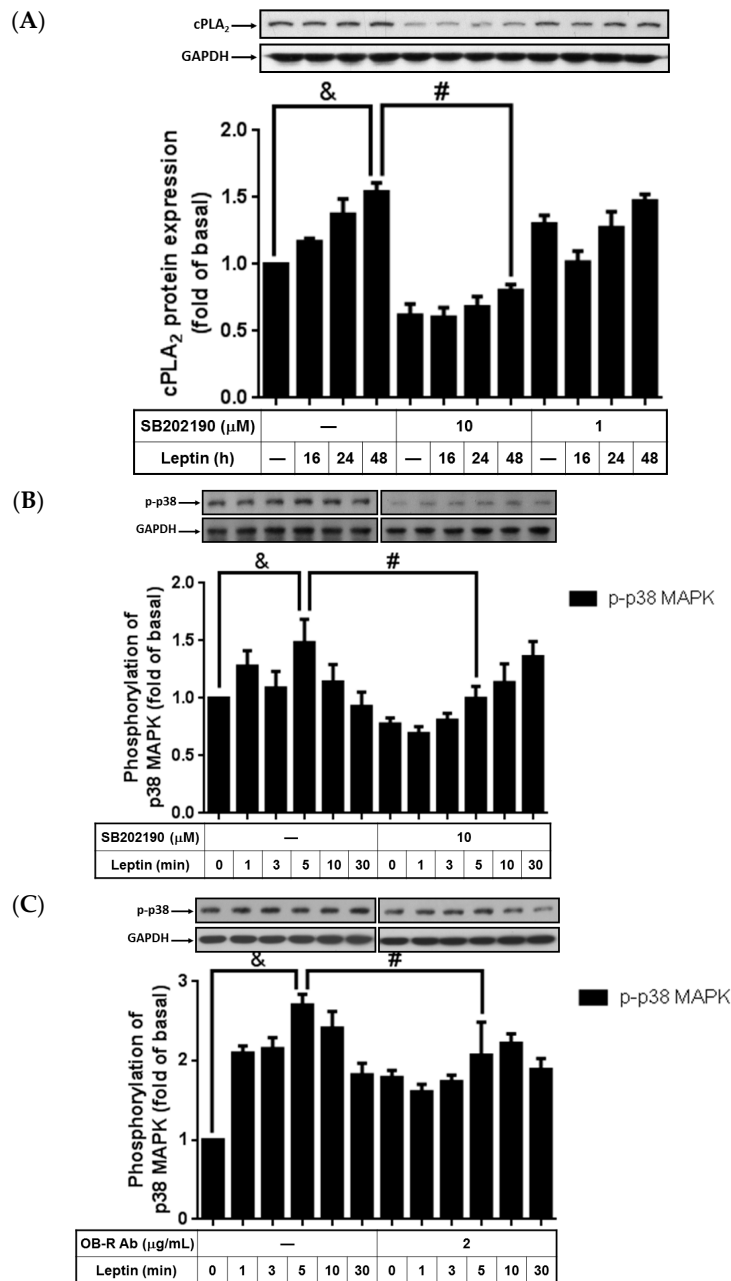 (A)
cPLA2
GAPDH
& #
cPLA2 protein expression
(fold of basal)
2.0
1.5
1.0
0.5
0.0
SB202190 (μM) — 10 1
Leptin (h) — 16 24 48 — 16 24 48 — 16 24 48
(B)
p-p38
GAPDH
& #
Phosphorylation of
p38 MAPK (fold of basal)
2.0
1.5
1.0
0.5
0.0
p-p38 MAPK
SB202190 (μM) — 10
Leptin (min) 0 1 3 5 10 30 0 1 3 5 10 30
(C)
p-p38
GAPDH
& #
Phosphorylation of
p38 MAPK (fold of basal)
3
2
1
0
p-p38 MAPK
OB-R Ab (μg/mL) — 2
Leptin (min) 0 1 3 5 10 30 0 1 3 5 10 30